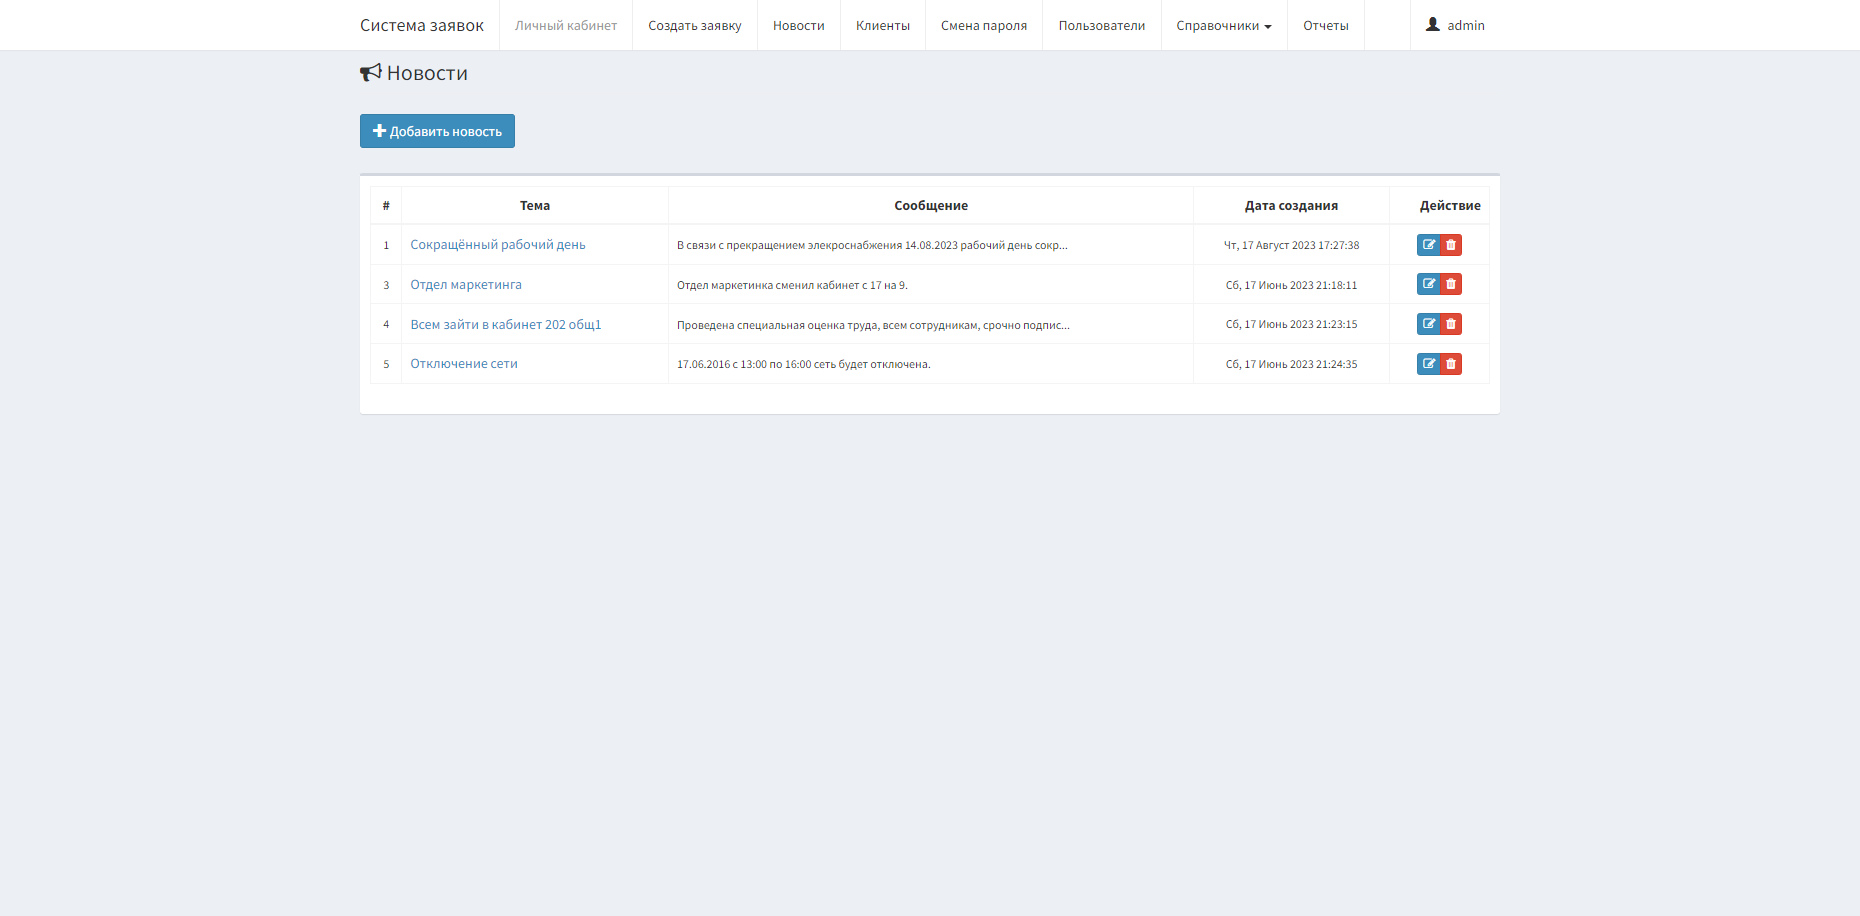 Система заявок Личный кабинет Создать заявку Новости Клиенты Смена пароля Пользователи Справочники Отчеты admin
Новости
Добавить новость
# Тема Сообщение Дата создания Действие
1 Сокращённый рабочий день В связи с прекращением элекроснабжения 14.08.2023 рабочий день сокр... Чт, 17 Август 2023 17:27:38
3 Отдел маркетинга Отдел маркетинка сменил кабинет с 17 на 9. Сб, 17 Июнь 2023 21:18:11
4 Всем зайти в кабинет 202 общ1 Проведена специальная оценка труда, всем сотрудникам, срочно подпис... Сб, 17 Июнь 2023 21:23:15
5 Отключение сети 17.06.2016 с 13:00 по 16:00 сеть будет отключена. Сб, 17 Июнь 2023 21:24:35